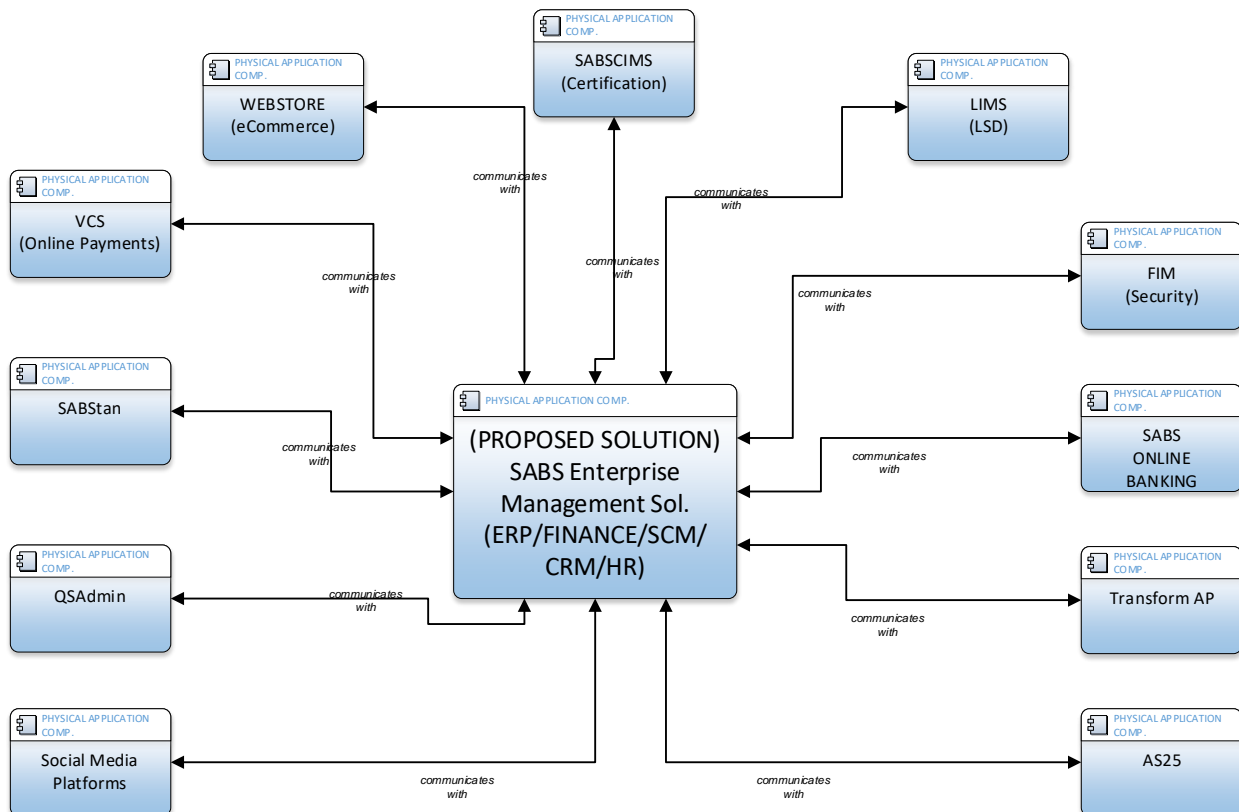 PHYSICAL APPLICATION
COMP.
SABSCIMS
(Certification)
PHYSICAL APPLICATION
COMP.
WEBSTORE
(eCommerce)
PHYSICAL APPLICATION
COMP.
LIMS
(LSD)
communicates
with
communicates
with
PHYSICAL APPLICATION
COMP.
VCS
(Online Payments)
PHYSICAL APPLICATION
COMP.
FIM
(Security)
communicates
with
communicates
with
communicates
with
PHYSICAL APPLICATION
COMP.
SABStan
PHYSICAL APPLICATION COMP.
(PROPOSED SOLUTION)
SABS Enterprise
Management Sol.
(ERP/FINANCE/SCM/
CRM/HR)
PHYSICAL APPLICATION
COMP.
SABS
ONLINE
BANKING
communicates
with
communicates
with
PHYSICAL APPLICATION
COMP.
QSAdmin
communicates
with
PHYSICAL APPLICATION
COMP.
Transform AP
communicates
with
PHYSICAL APPLICATION
COMP.
Social Media
Platforms
communicates
with
communicates
with
PHYSICAL APPLICATION
COMP.
AS25